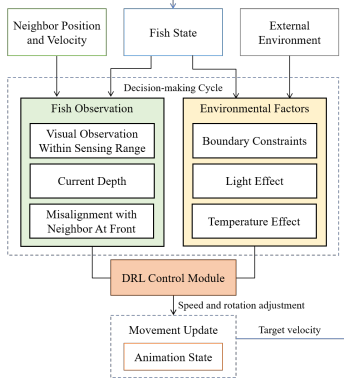 Neighbor Position
and Velocity
Fish State
External
Environment
Decision-making Cycle
Fish Observation
Visual Observation
Within Sensing Range
Current Depth
Misalignment with
Neighbor At Front
Environmental Factors
Boundary Constraints
Light Effect
Temperature Effect
DRL Control Module
Speed and rotation adjustment
Movement Update
Animation State
Target velocity